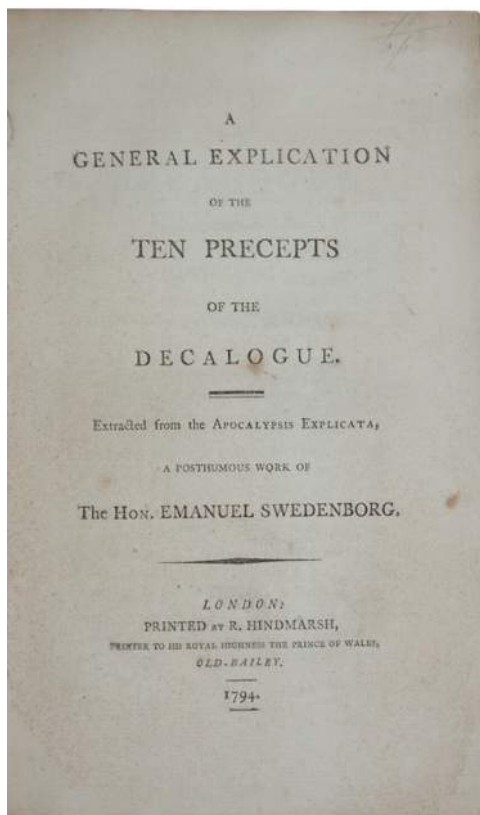 A
GENERAL EXPLICATION
OF THE
TEN PRECEPTS
OF THE
DECALOGUE.
Extracted from the APOCALYPSIS EXPLICATA,
A POSTHUMOUS WORK OF
The HON. EMANUEL SWEDENBORG.
LONDON:
PRINTED BY R. HINDMARSH,
PRINTER TO HIS ROYAL HIGHNESS THE PRINCE OF WALES,
OLD-BAILEY.
1794.